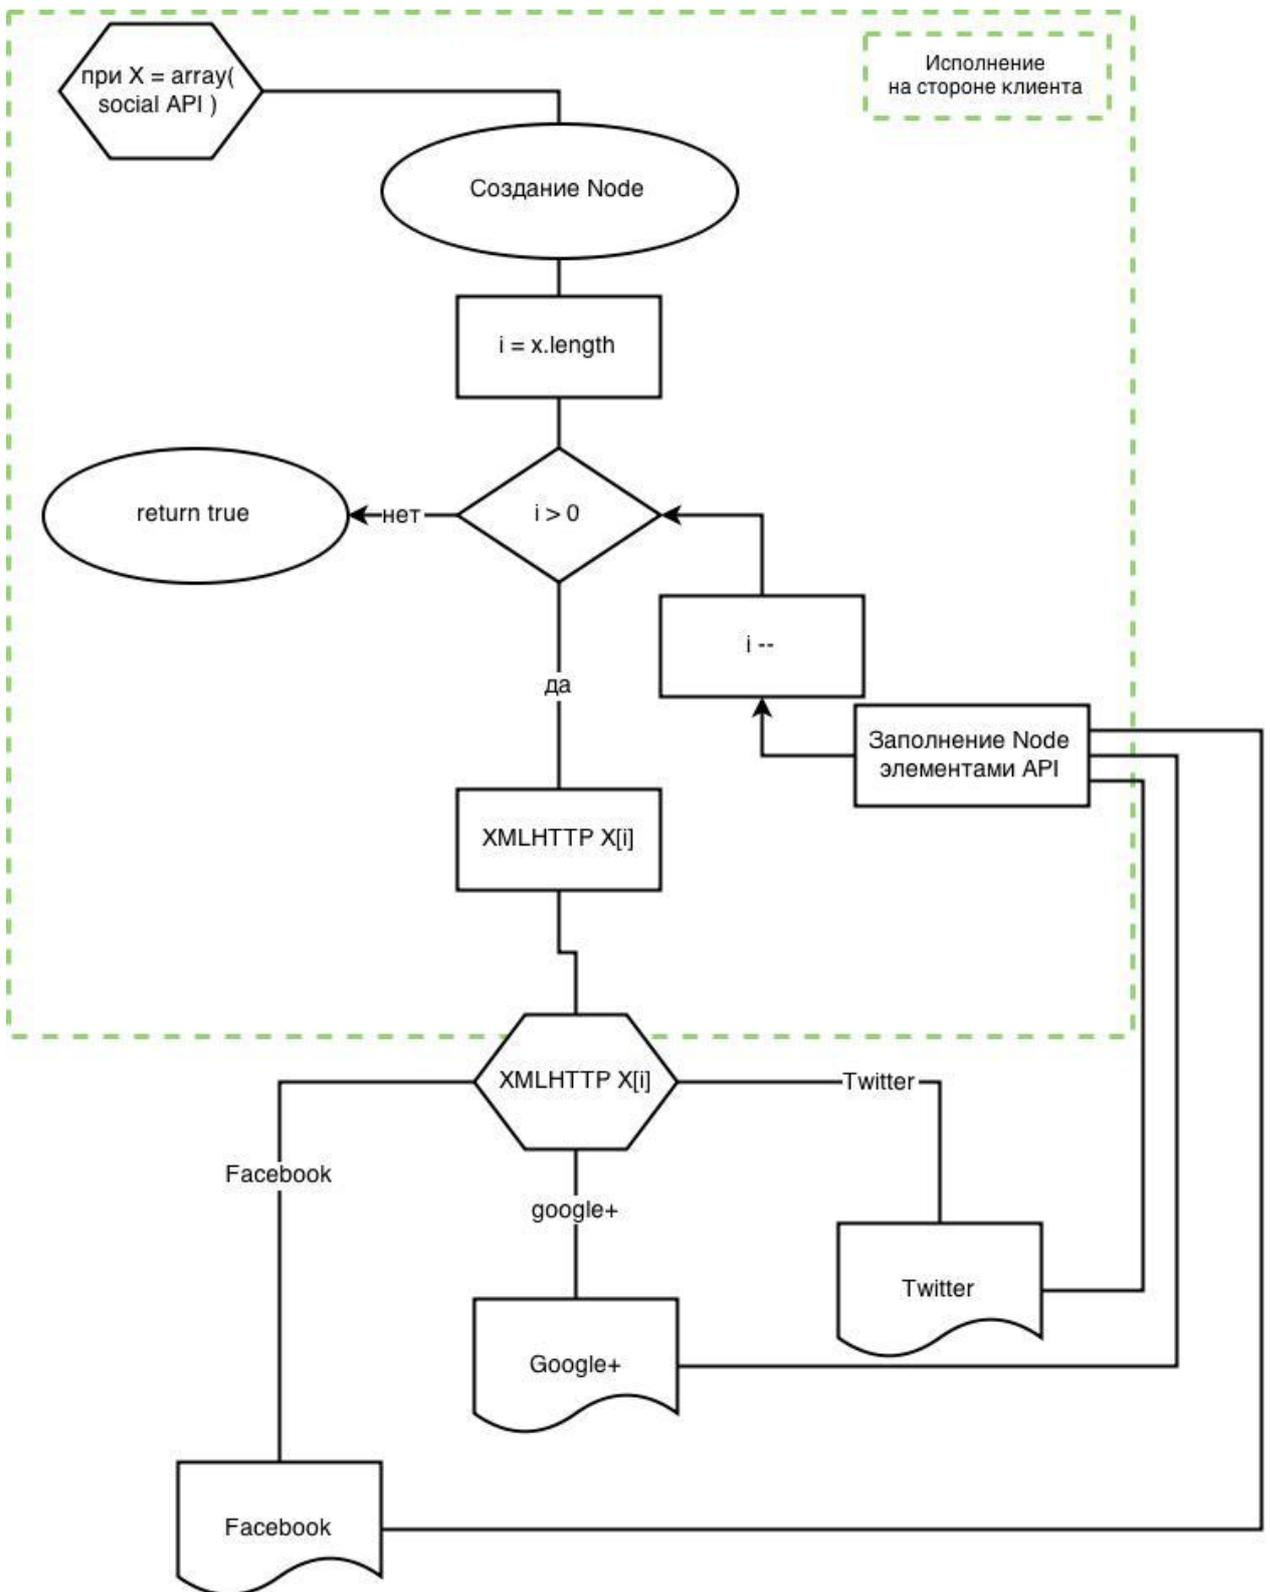 при X = array(
social API )
Исполнение
на стороне клиента
Создание Node
i = x.length
return true
нет
i > 0
i --
да
Заполнение Node
элементами API
XMLHTTP X[i]
XMLHTTP X[i]
Twitter
Facebook
google+
Twitter
Google+
Facebook